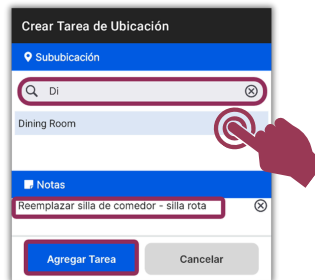 Crear Tarea de Ubicación
Sububicación
Di
Dining Room
Notas
Reemplazar silla de comedor - silla rota
Agregar Tarea
Cancelar